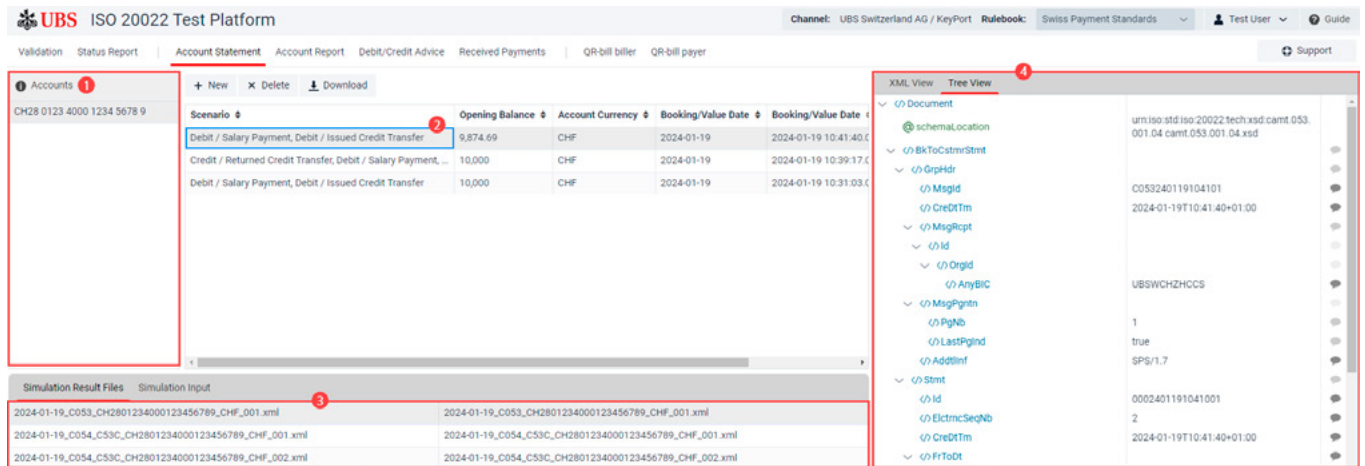 UBS ISO 20022 Test Platform
Channel: UBS Switzerland AG / KeyPort Rulebook: Swiss Payment Standards Test User Guide
Validation Status Report Account Statement Account Report Debit/Credit Advice Received Payments QR-bill biller QR-bill payer Support
Accounts 1
CH28 0123 4000 1234 5678 9
+ New × Delete Download
Scenario Opening Balance Account Currency Booking/Value Date Booking/Value Date
2
Debit / Salary Payment, Debit / Issued Credit Transfer 9,874.69 CHF 2024-01-19 2024-01-19 10:41:40.0
Credit / Returned Credit Transfer, Debit / Salary Payment, ... 10,000 CHF 2024-01-19 2024-01-19 10:39:17.0
Debit / Salary Payment, Debit / Issued Credit Transfer 10,000 CHF 2024-01-19 2024-01-19 10:31:03.0
Simulation Result Files Simulation Input
3
2024-01-19_C053_CH2801234000123456789_CHF_001.xml 2024-01-19_C053_CH2801234000123456789_CHF_001.xml
2024-01-19_C054_C53C_CH2801234000123456789_CHF_001.xml 2024-01-19_C054_C53C_CH2801234000123456789_CHF_001.xml
2024-01-19_C054_C53C_CH2801234000123456789_CHF_002.xml 2024-01-19_C054_C53C_CH2801234000123456789_CHF_002.xml
4
XML View Tree View
</> Document
@ schemaLocation urn:iso:std:iso:20022:tech:xsd:camt.053.
001.04 camt.053.001.04.xsd
</> BkToCstmrStmt
</> GrpHdr
</> MsgId C053240119104101
</> CreDtTm 2024-01-19T10:41:40+01:00
</> MsgRcpt
</> Id
</> OrgId
</> AnyBIC UBSWCHZHCCS
</> MsgPgntn
</> PgNb 1
</> LastPgInd true
</> AddtlInf SPS/1.7
</> Stmt
</> Id 0002401191041001
</> ElctrncSeqNb 2
</> CreDtTm 2024-01-19T10:41:40+01:00
</> FrToDt